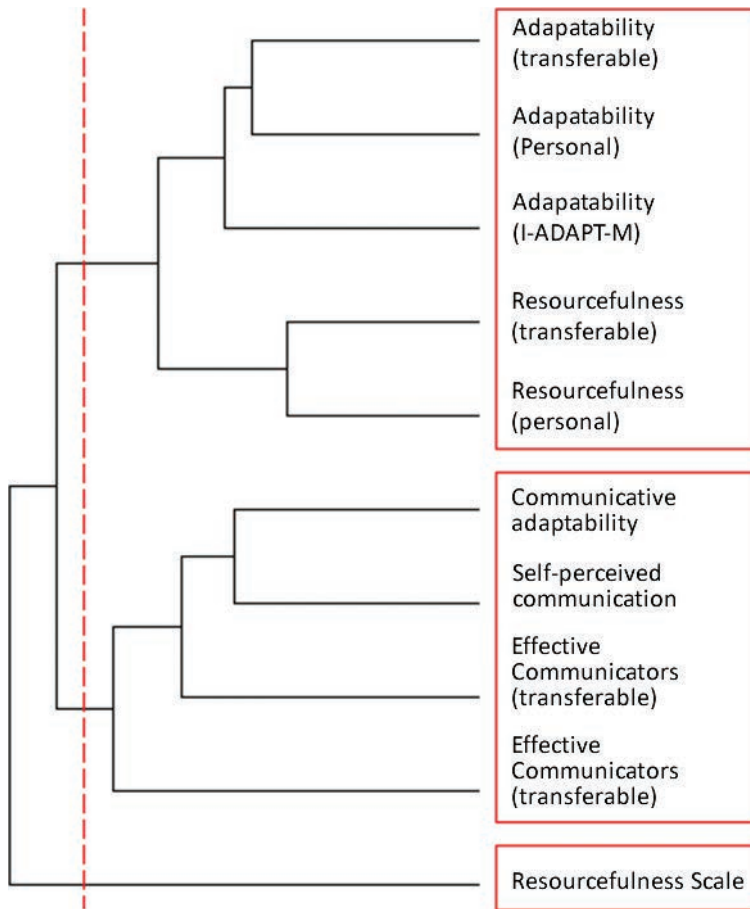 Adapatability
(transferable)
Adapatability
(Personal)
Adapatability
(I-ADAPT-M)
Resourcefulness
(transferable)
Resourcefulness
(personal)
Communicative
adaptability
Self-perceived
communication
Effective
Communicators
(transferable)
Effective
Communicators
(transferable)
Resourcefulness Scale